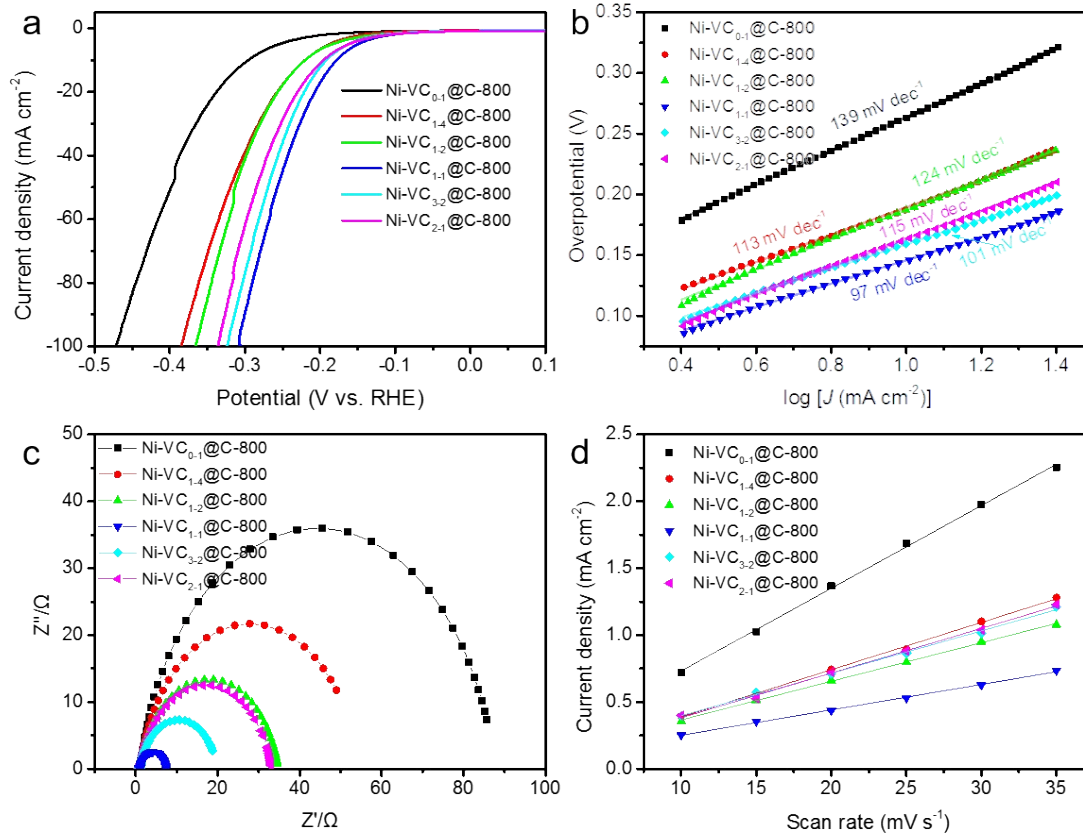 a
0
-20
-40
-60
-80
-100
-0.5 -0.4 -0.3 -0.2 -0.1 0.0 0.1
Current density (mA cm⁻²)
Potential (V vs. RHE)
Ni-VC₀₋₁@C-800
Ni-VC₁₋₄@C-800
Ni-VC₁₋₂@C-800
Ni-VC₁₋₁@C-800
Ni-VC₃₋₂@C-800
Ni-VC₂₋₁@C-800
b
0.35
0.30
0.25
0.20
0.15
0.10
0.4 0.6 0.8 1.0 1.2 1.4
Overpotential (V)
log [J (mA cm⁻²)]
Ni-VC₀₋₁@C-800
Ni-VC₁₋₄@C-800
Ni-VC₁₋₂@C-800
Ni-VC₁₋₁@C-800
Ni-VC₃₋₂@C-800
Ni-VC₂₋₁@C-800
139 mV dec⁻¹
124 mV dec⁻¹
113 mV dec⁻¹
115 mV dec⁻¹
101 mV dec⁻¹
97 mV dec⁻¹
c
50
40
30
20
10
0
0 20 40 60 80 100
Z''/Ω
Z'/Ω
Ni-VC₀₋₁@C-800
Ni-VC₁₋₄@C-800
Ni-VC₁₋₂@C-800
Ni-VC₁₋₁@C-800
Ni-VC₃₋₂@C-800
Ni-VC₂₋₁@C-800
d
2.5
2.0
1.5
1.0
0.5
0.0
10 15 20 25 30 35
Current density (mA cm⁻²)
Scan rate (mV s⁻¹)
Ni-VC₀₋₁@C-800
Ni-VC₁₋₄@C-800
Ni-VC₁₋₂@C-800
Ni-VC₁₋₁@C-800
Ni-VC₃₋₂@C-800
Ni-VC₂₋₁@C-800